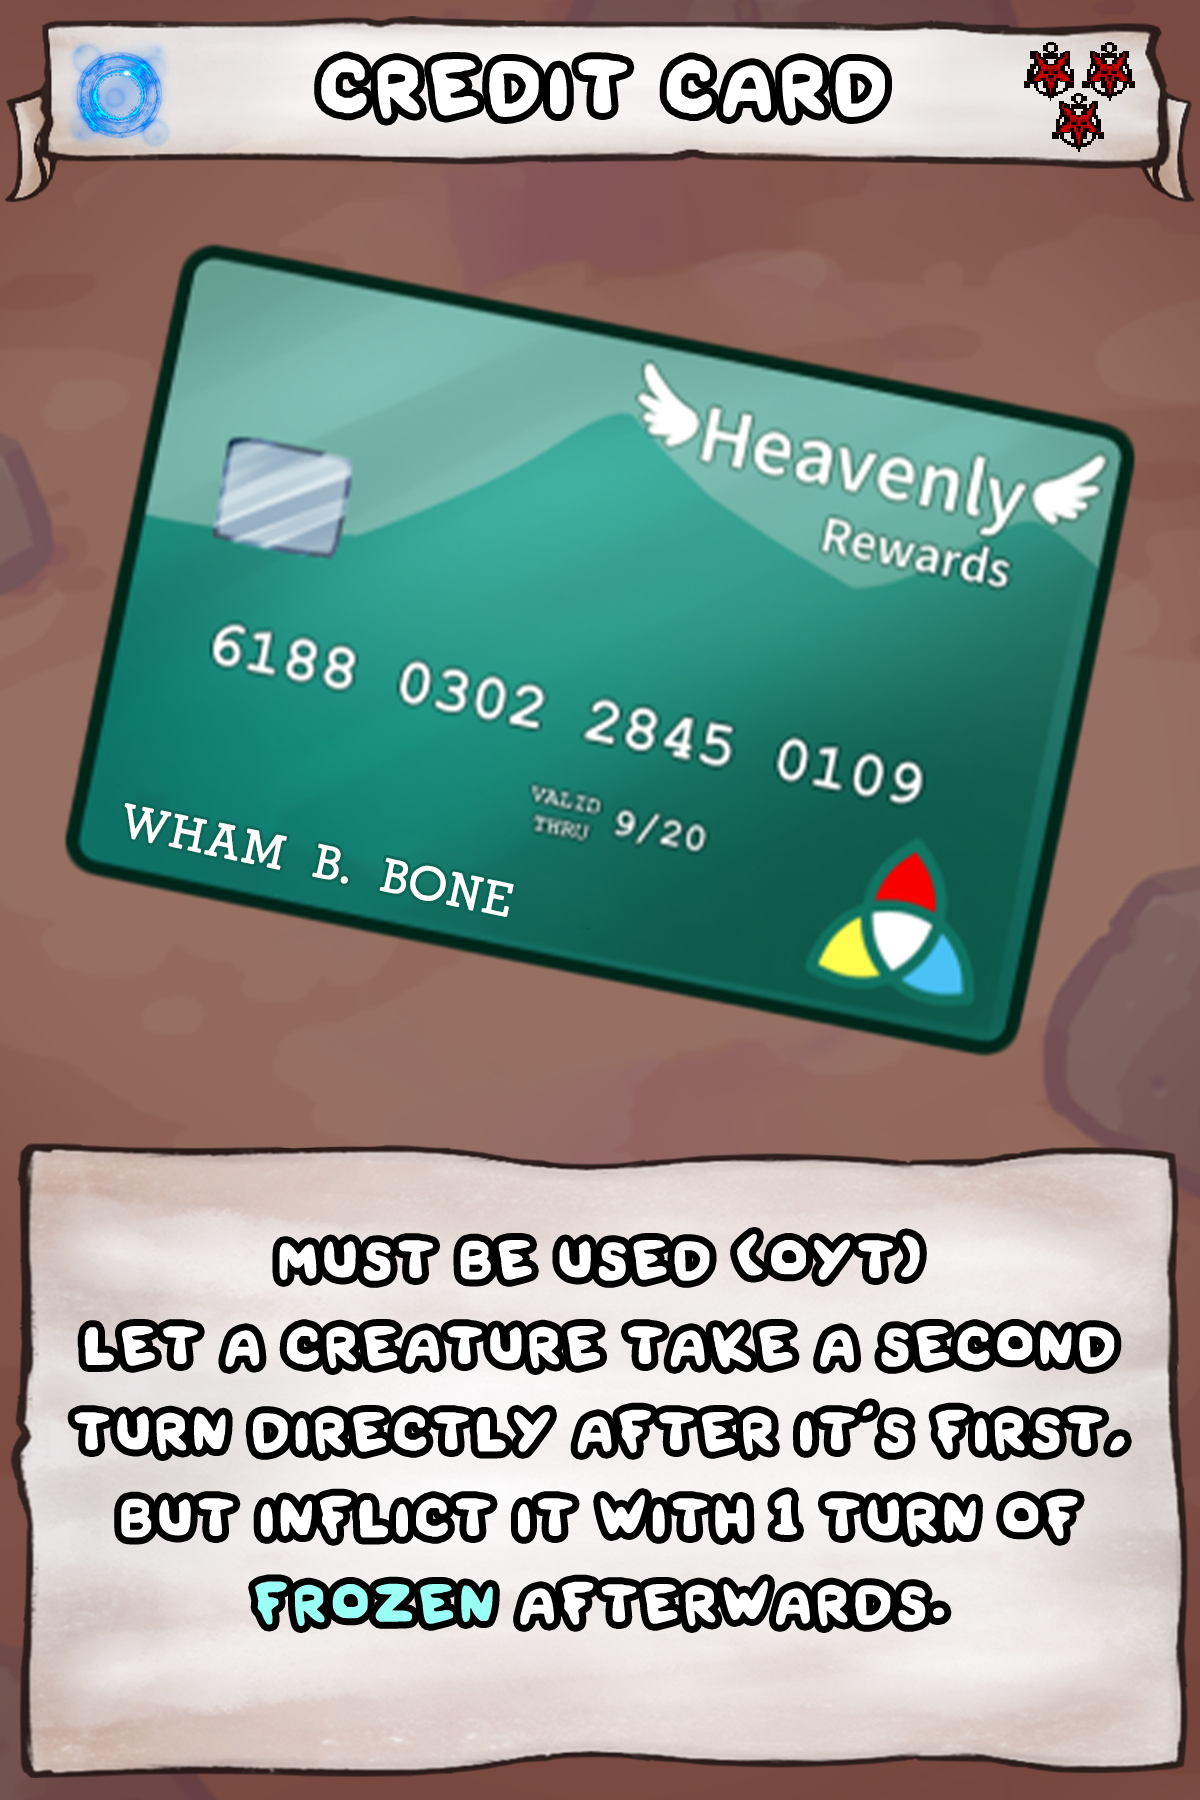 CREDIT CARD
Heavenly
Rewards
6188 0302 2845 0109
VALID
THRU 9/20
WHAM B. BONE
MUST BE USED (OYT)
LET A CREATURE TAKE A SECOND
TURN DIRECTLY AFTER IT'S FIRST.
BUT INFLICT IT WITH 1 TURN OF
FROZEN AFTERWARDS.